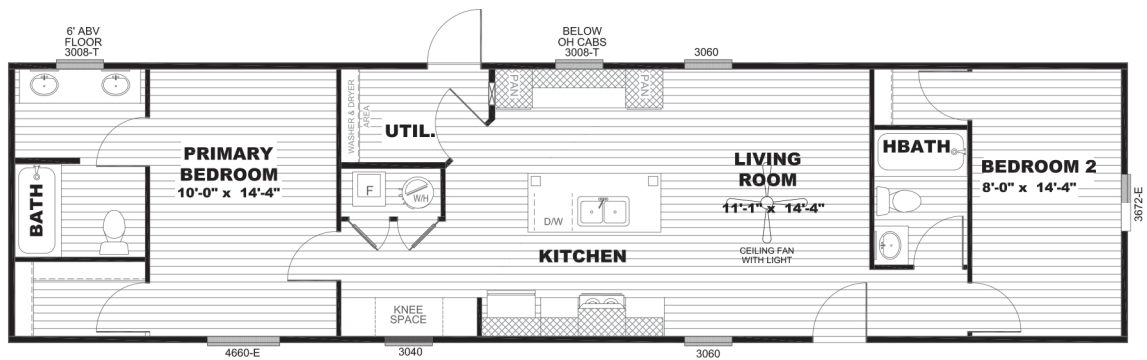 6' ABV
FLOOR
3008-T
BELOW
OH CABS
3008-T
3060
WASHER & DRYER
AREA
UTIL.
PAN
PAN
PRIMARY
BEDROOM
10'-0" x 14'-4"
BATH
F
W/H
D/W
LIVING
ROOM
11'-1" x 14'-4"
CEILING FAN
WITH LIGHT
KITCHEN
HBATH
BEDROOM 2
8'-0" x 14'-4"
3672-E
KNEE
SPACE
4660-E
3040
3060